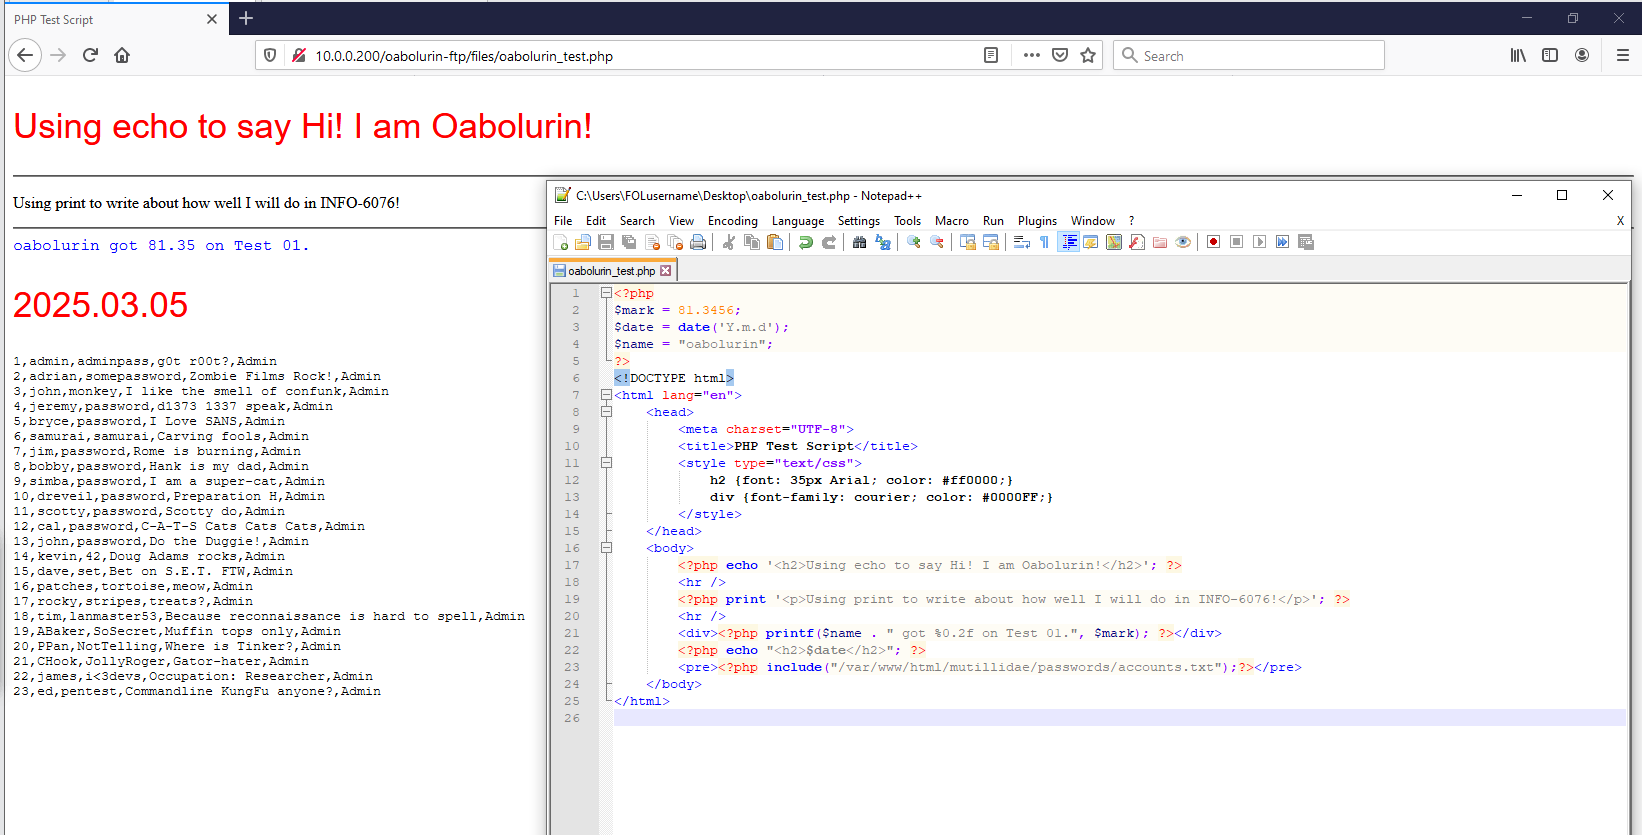 PHP Test Script
10.0.0.200/oabolurin-ftp/files/oabolurin_test.php
Search
Using echo to say Hi! I am Oabolurin!
Using print to write about how well I will do in INFO-6076!
oabolurin got 81.35 on Test 01.
2025.03.05
1,admin,adminpass,g0t r00t?,Admin
2,adrian,somepassword,Zombie Films Rock!,Admin
3,john,monkey,I like the smell of confunk,Admin
4,jeremy,password,d1373 1337 speak,Admin
5,bryce,password,I Love SANS,Admin
6,samurai,samurai,Carving fools,Admin
7,jim,password,Rome is burning,Admin
8,bobby,password,Hank is my dad,Admin
9,simba,password,I am a super-cat,Admin
10,dreveil,password,Preparation H,Admin
11,scotty,password,Scotty do,Admin
12,cal,password,C-A-T-S Cats Cats Cats,Admin
13,john,password,Do the Duggie!,Admin
14,kevin,42,Doug Adams rocks,Admin
15,dave,set,Bet on S.E.T. FTW,Admin
16,patches,tortoise,meow,Admin
17,rocky,stripes,treats?,Admin
18,tim,lanmaster53,Because reconnaissance is hard to spell,Admin
19,ABaker,SoSecret,Muffin tops only,Admin
20,PPan,NotTelling,Where is Tinker?,Admin
21,CHook,JollyRoger,Gator-hater,Admin
22,james,i<3devs,Occupation: Researcher,Admin
23,ed,pentest,Commandline KungFu anyone?,Admin
C:\Users\FOLusername\Desktop\oabolurin_test.php - Notepad++
File Edit Search View Encoding Language Settings Tools Macro Run Plugins Window ? X
oabolurin_test.php
1 <?php
2 $mark = 81.3456;
3 $date = date('Y.m.d');
4 $name = "oabolurin";
5 ?>
6 <!DOCTYPE html>
7 <html lang="en">
8 <head>
9 <meta charset="UTF-8">
10 <title>PHP Test Script</title>
11 <style type="text/css">
12 h2 {font: 35px Arial; color: #ff0000;}
13 div {font-family: courier; color: #0000FF;}
14 </style>
15 </head>
16 <body>
17 <?php echo '<h2>Using echo to say Hi! I am Oabolurin!</h2>'; ?>
18 <hr />
19 <?php print '<p>Using print to write about how well I will do in INFO-6076!</p>'; ?>
20 <hr />
21 <div><?php printf($name . " got %0.2f on Test 01.", $mark); ?></div>
22 <?php echo "<h2>$date</h2>"; ?>
23 <pre><?php include("/var/www/html/mutillidae/passwords/accounts.txt");?></pre>
24 </body>
25 </html>
26